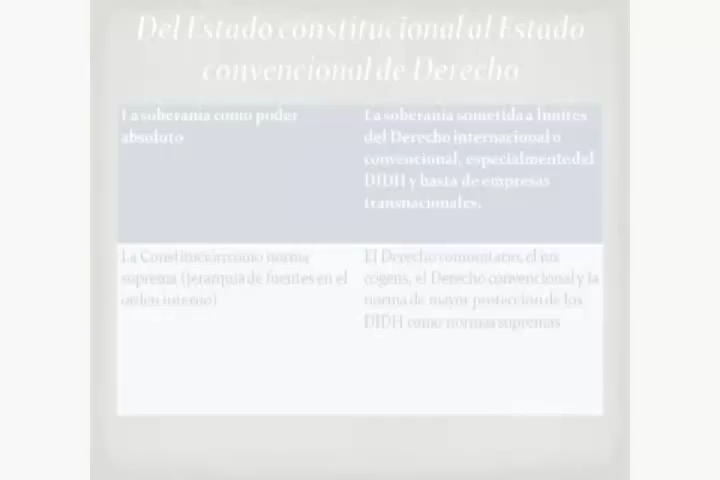 Del Estado constitucional al Estado
convencional de Derecho
La soberanía como poder
absoluto
La soberanía sometida a límites
del Derecho internacional o
convencional, especialmente del
DIDH y hasta de empresas
transnacionales.
La Constitución como norma
suprema (jerarquía de fuentes en el
orden interno)
El Derecho comunitario, el ius
cogens, el Derecho convencional y la
norma de mayor protección de los
DIDH como normas supremas